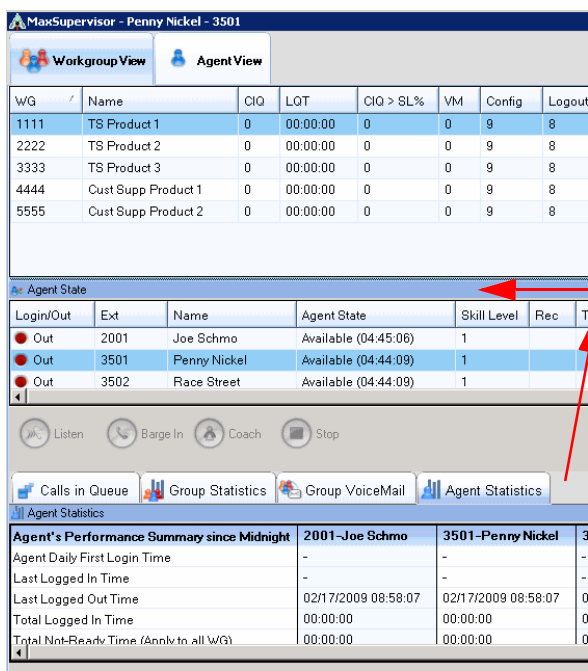 MaxSupervisor - Penny Nickel - 3501
Workgroup View Agent View
WG Name CIQ LQT CIQ > SL% VM Config Logout
1111 TS Product 1 0 00:00:00 0 0 9 8
2222 TS Product 2 0 00:00:00 0 0 9 8
3333 TS Product 3 0 00:00:00 0 0 9 8
4444 Cust Supp Product 1 0 00:00:00 0 0 9 8
5555 Cust Supp Product 2 0 00:00:00 0 0 9 8
Agent State
Login/Out Ext Name Agent State Skill Level Rec T
Out 2001 Joe Schmo Available (04:45:06) 1
Out 3501 Penny Nickel Available (04:44:09) 1
Out 3502 Race Street Available (04:44:09) 1
Listen Barge In Coach Stop
Calls in Queue Group Statistics Group VoiceMail Agent Statistics
Agent Statistics
Agent's Performance Summary since Midnight 2001-Joe Schmo 3501-Penny Nickel 3
Agent Daily First Login Time - - -
Last Logged In Time - - -
Last Logged Out Time 02/17/2009 08:58:07 02/17/2009 08:58:07 0
Total Logged In Time 00:00:00 00:00:00 0
Total Not-Ready Time (Apply to all WG) 00:00:00 00:00:00 0